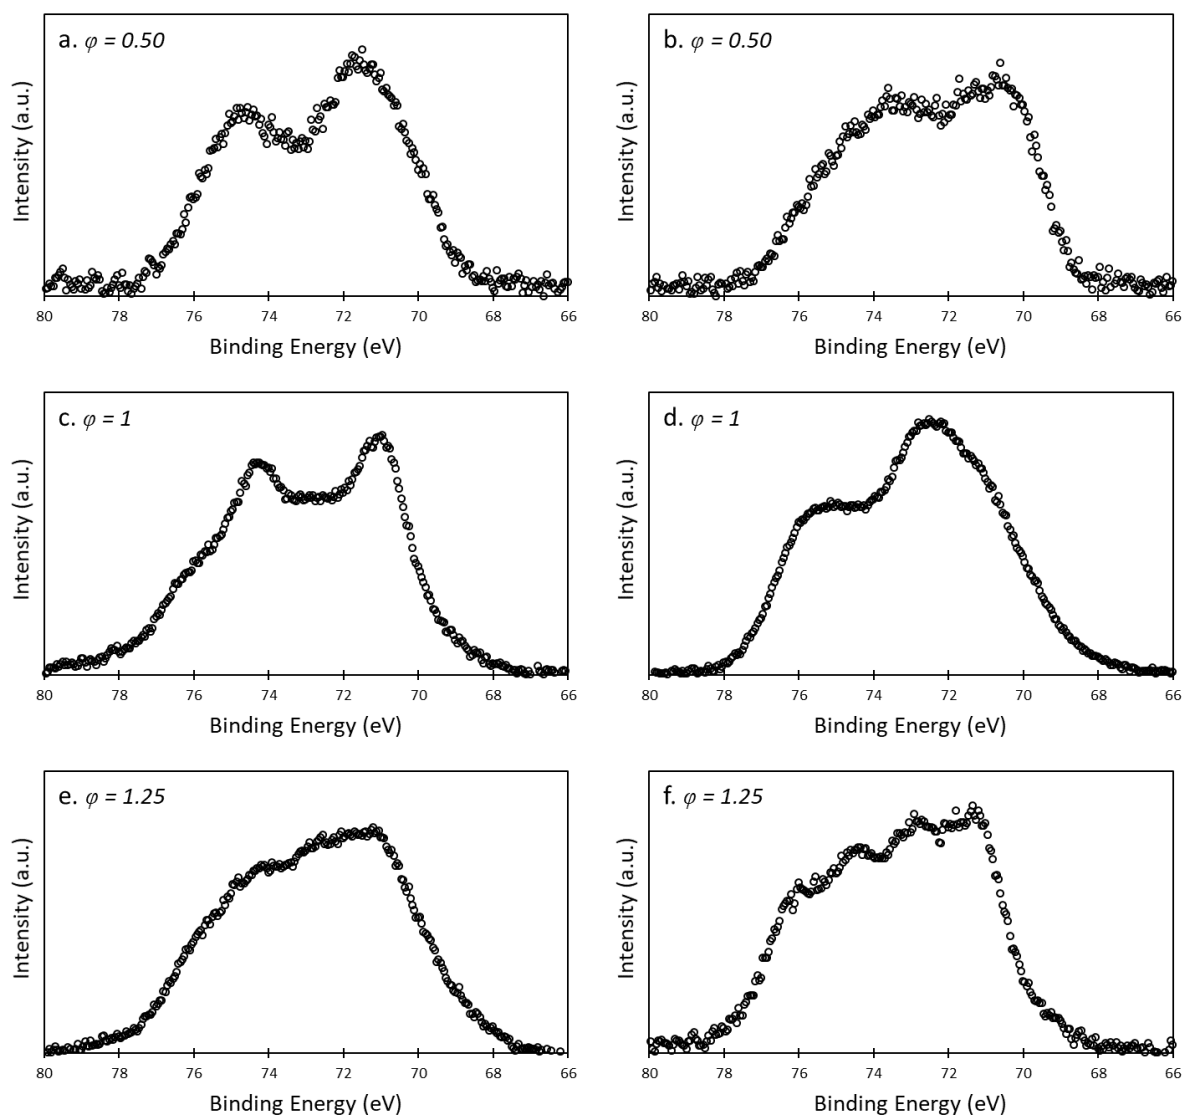 a. φ = 0.50
Intensity (a.u.)
80 78 76 74 72 70 68 66
Binding Energy (eV)
b. φ = 0.50
Intensity (a.u.)
80 78 76 74 72 70 68 66
Binding Energy (eV)
c. φ = 1
Intensity (a.u.)
80 78 76 74 72 70 68 66
Binding Energy (eV)
d. φ = 1
Intensity (a.u.)
80 78 76 74 72 70 68 66
Binding Energy (eV)
e. φ = 1.25
Intensity (a.u.)
80 78 76 74 72 70 68 66
Binding Energy (eV)
f. φ = 1.25
Intensity (a.u.)
80 78 76 74 72 70 68 66
Binding Energy (eV)